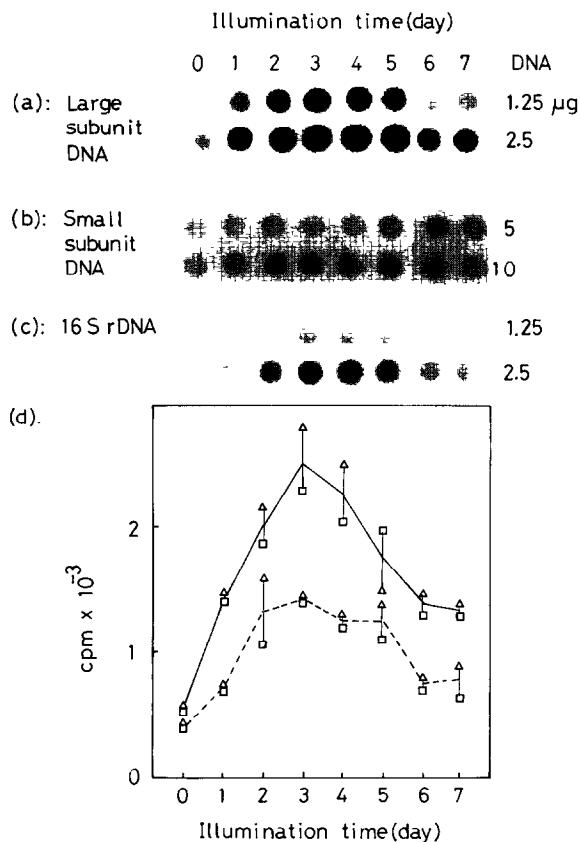 Illumination time(day)
0 1 2 3 4 5 6 7 DNA
(a): Large subunit DNA
1.25 µg
2.5
(b): Small subunit DNA
5
10
(c): 16 S rDNA
1.25
2.5
(d).
cpm x 10⁻³
2
1
0
0 1 2 3 4 5 6 7
Illumination time(day)